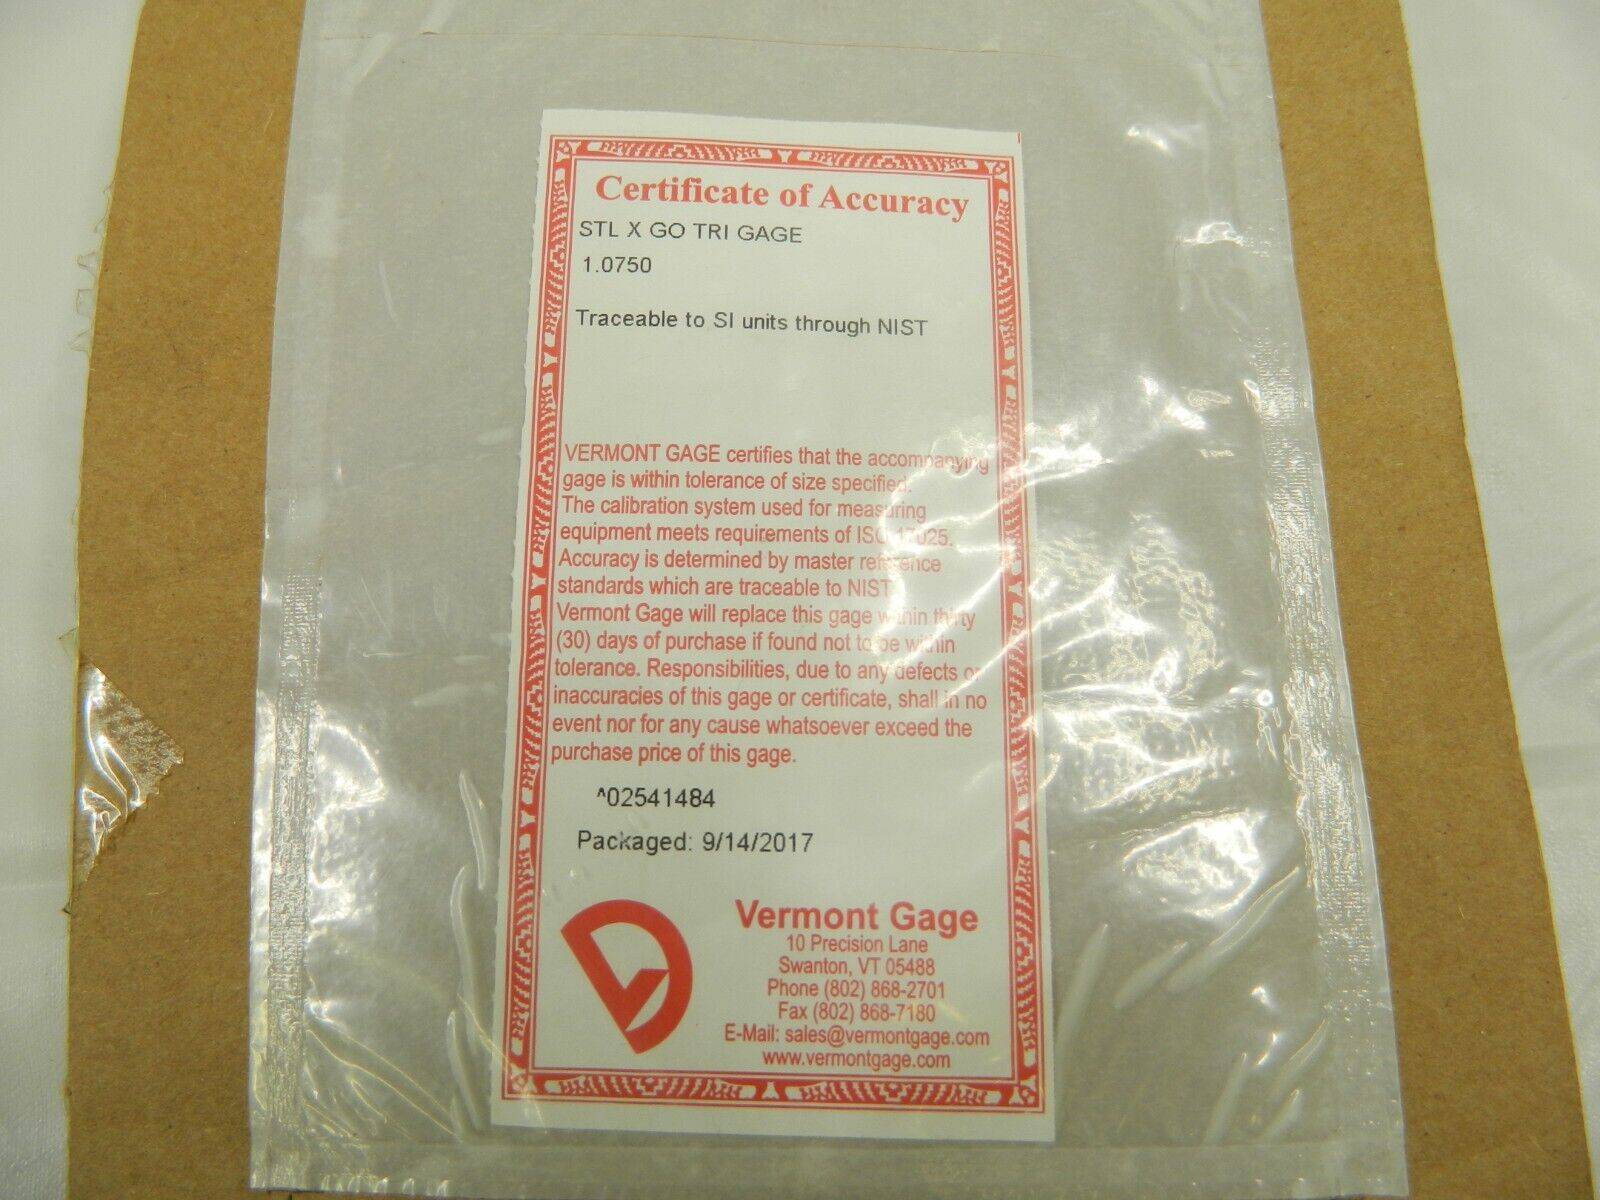 Certificate of Accuracy
STL X GO TRI GAGE
1.0750
Traceable to SI units through NIST
VERMONT GAGE certifies that the accompanying
gage is within tolerance of size specified.
The calibration system used for measuring
equipment meets requirements of ISO 17025.
Accuracy is determined by master reference
standards which are traceable to NIST
Vermont Gage will replace this gage within thirty
(30) days of purchase if found not to be within
tolerance. Responsibilities, due to any defects or
inaccuracies of this gage or certificate, shall in no
event nor for any cause whatsoever exceed the
purchase price of this gage.
^02541484
Packaged: 9/14/2017
Vermont Gage
10 Precision Lane
Swanton, VT 05488
Phone (802) 868-2701
Fax (802) 868-7180
E-Mail: sales@vermontgage.com
www.vermontgage.com